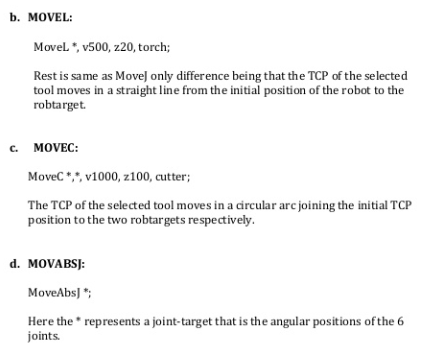 b. MOVEL:
MoveL *, v500, z20, torch;
Rest is same as MoveJ only difference being that the TCP of the selected
tool moves in a straight line from the initial position of the robot to the
robtarget.
c. MOVEC:
MoveC *,*, v1000, z100, cutter;
The TCP of the selected tool moves in a circular arc joining the initial TCP
position to the two robtargets respectively.
d. MOVABSJ:
MoveAbsJ *;
Here the * represents a joint-target that is the angular positions of the 6
joints.